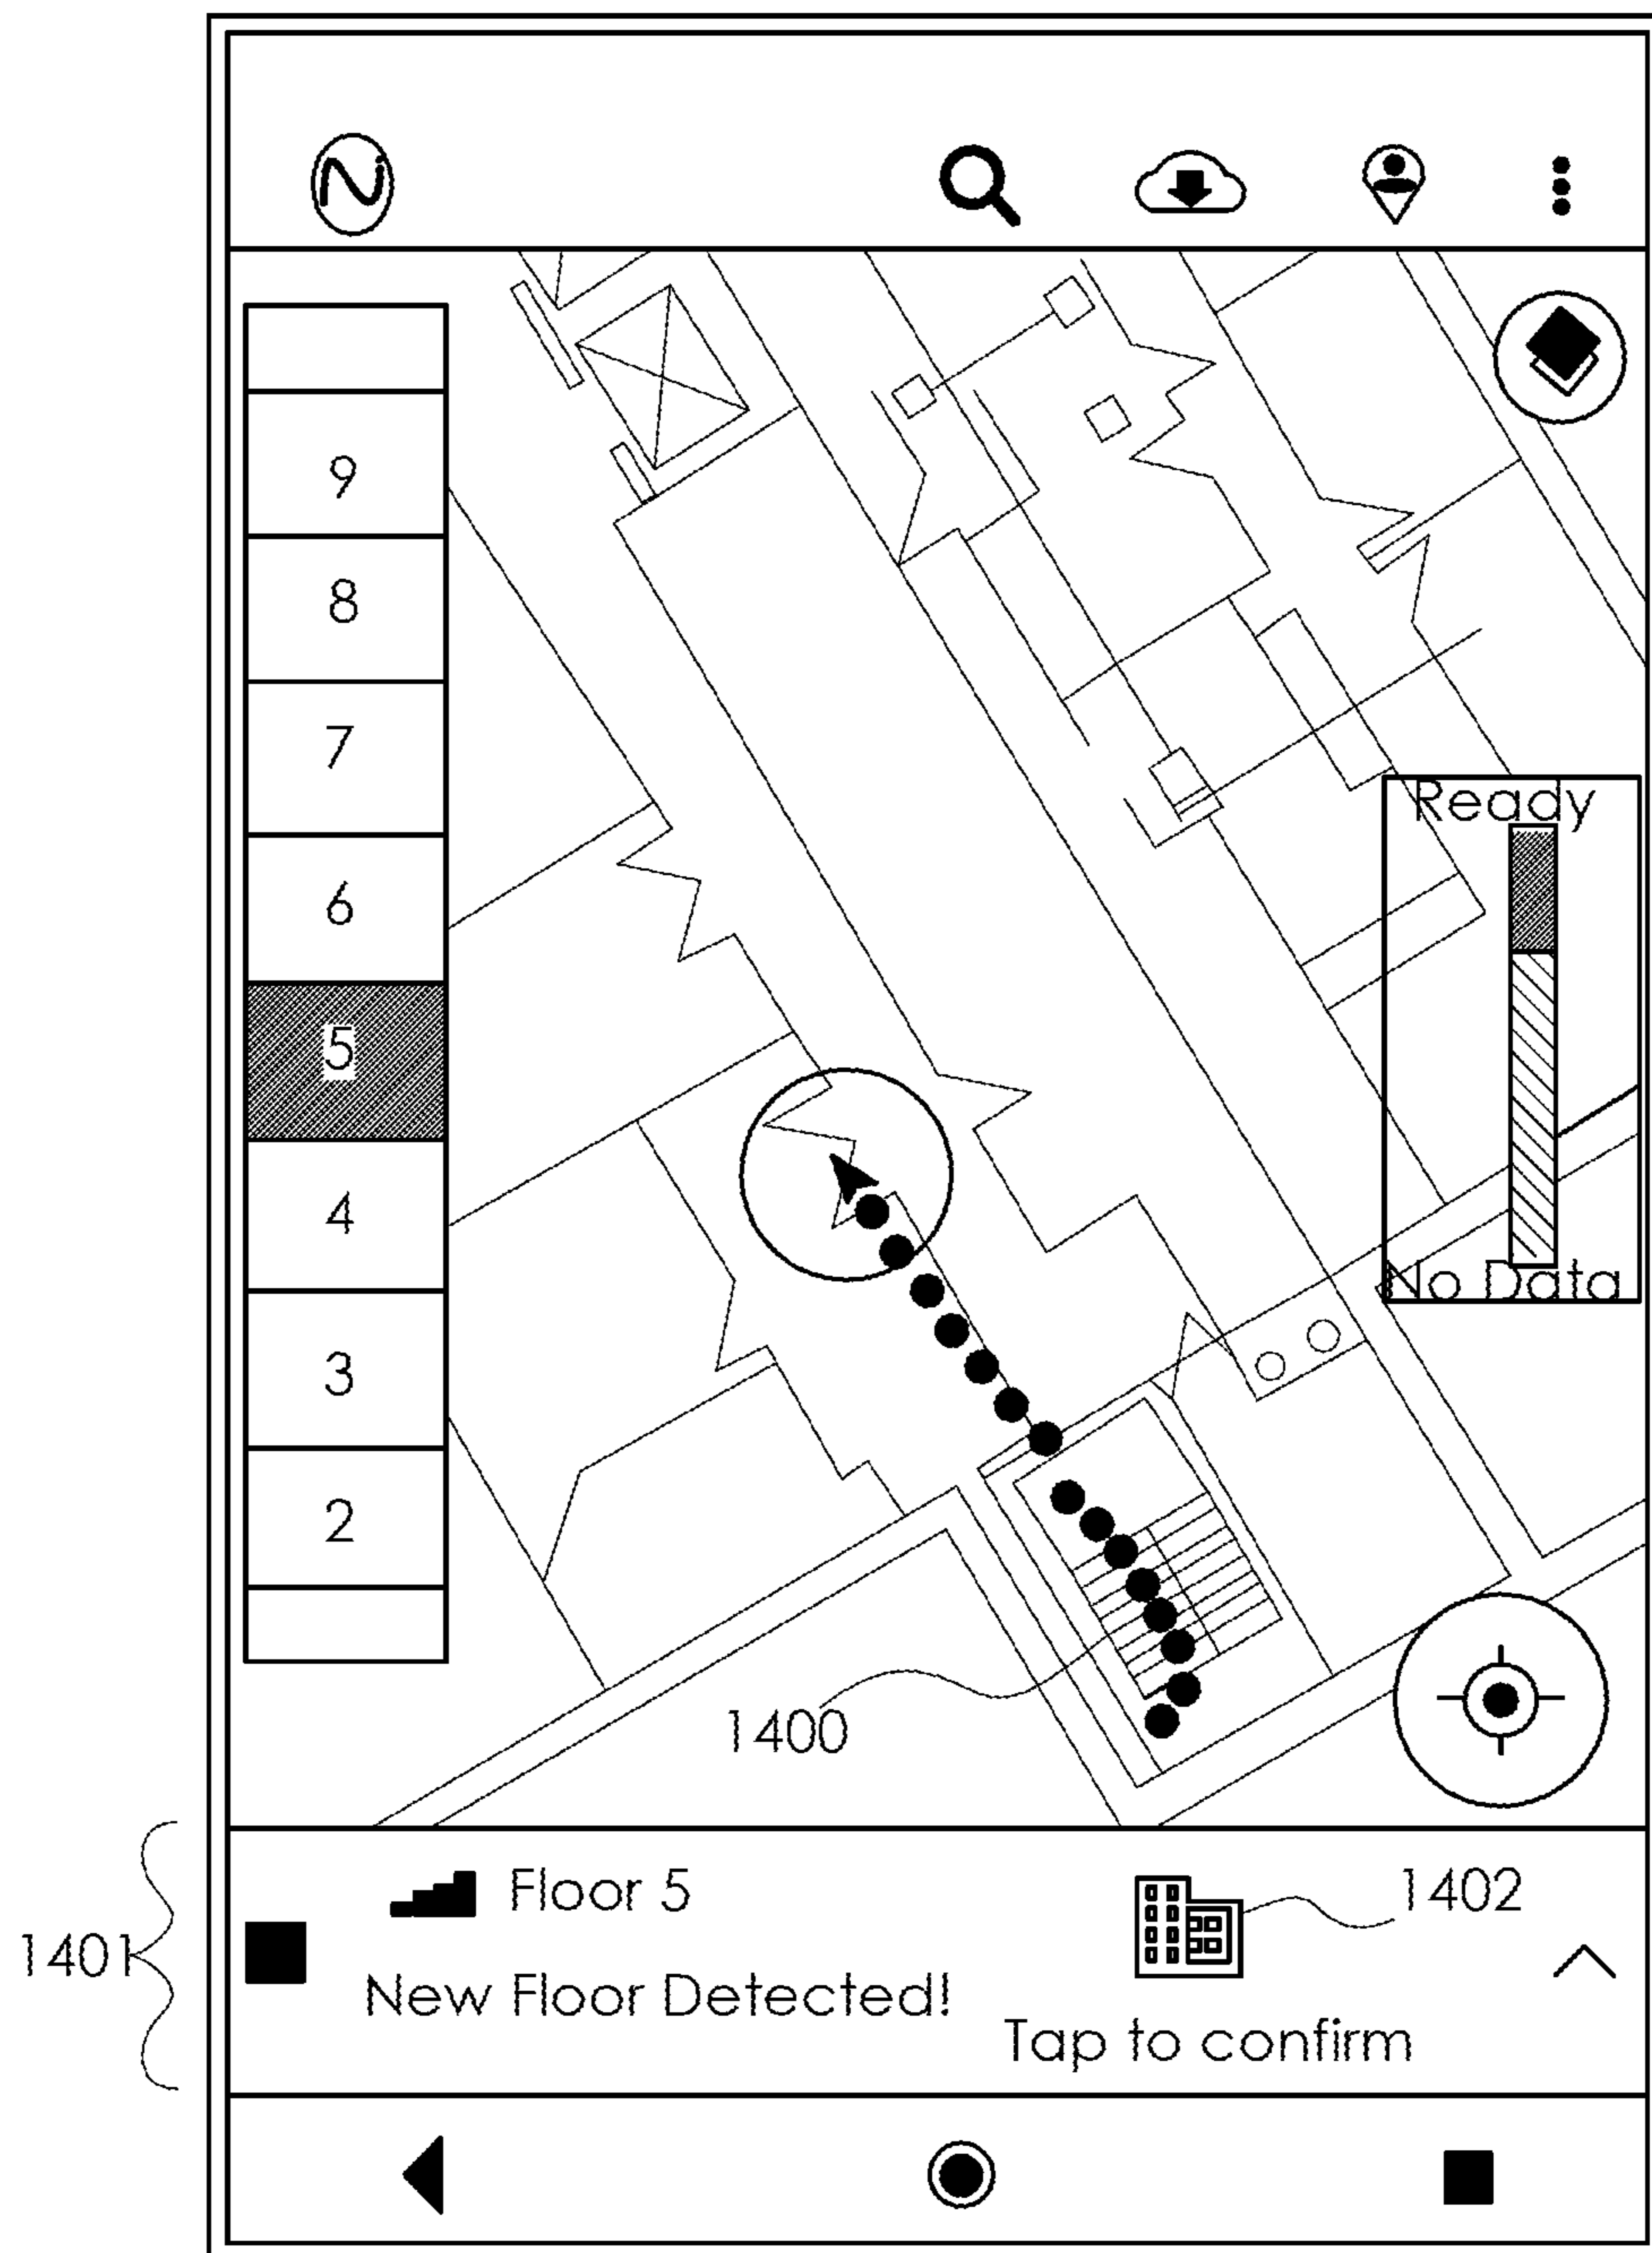 9
8
7
Ready
6
5
4
No Data
3
2
1400
Floor 5
1402
1401
New Floor Detected!
Tap to confirm